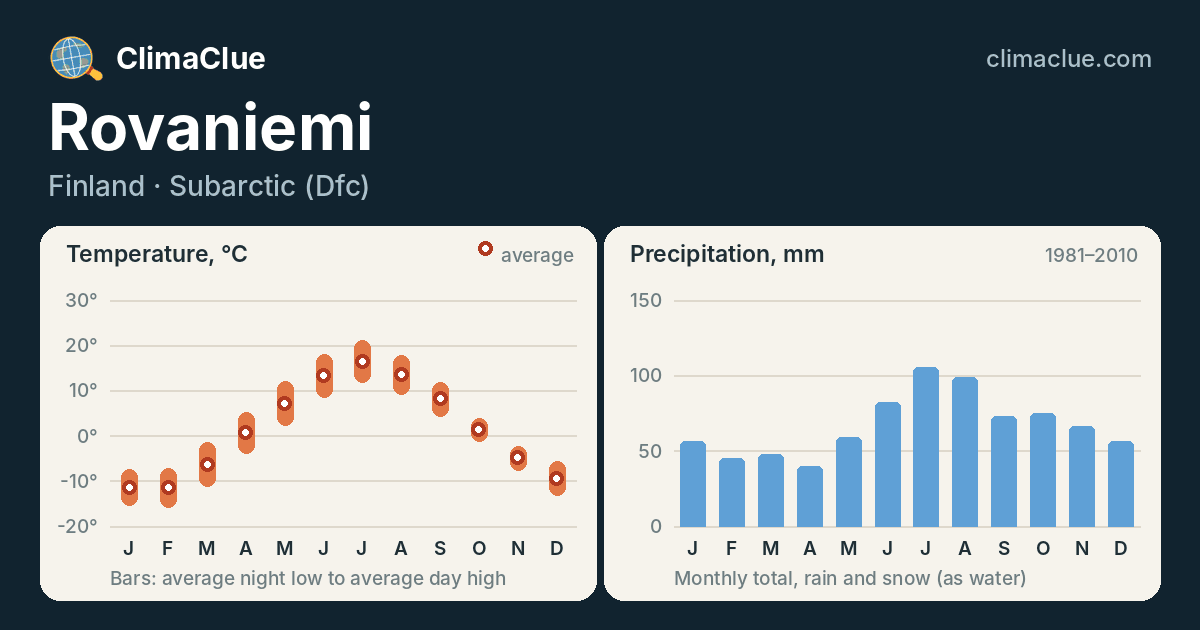 ClimaClue
climaclue.com
Rovaniemi
Finland · Subarctic (Dfc)
Temperature, °C
average
30°
20°
10°
0°
-10°
-20°
J F M A M J J A S O N D
Bars: average night low to average day high
Precipitation, mm
1981–2010
150
100
50
0
J F M A M J J A S O N D
Monthly total, rain and snow (as water)